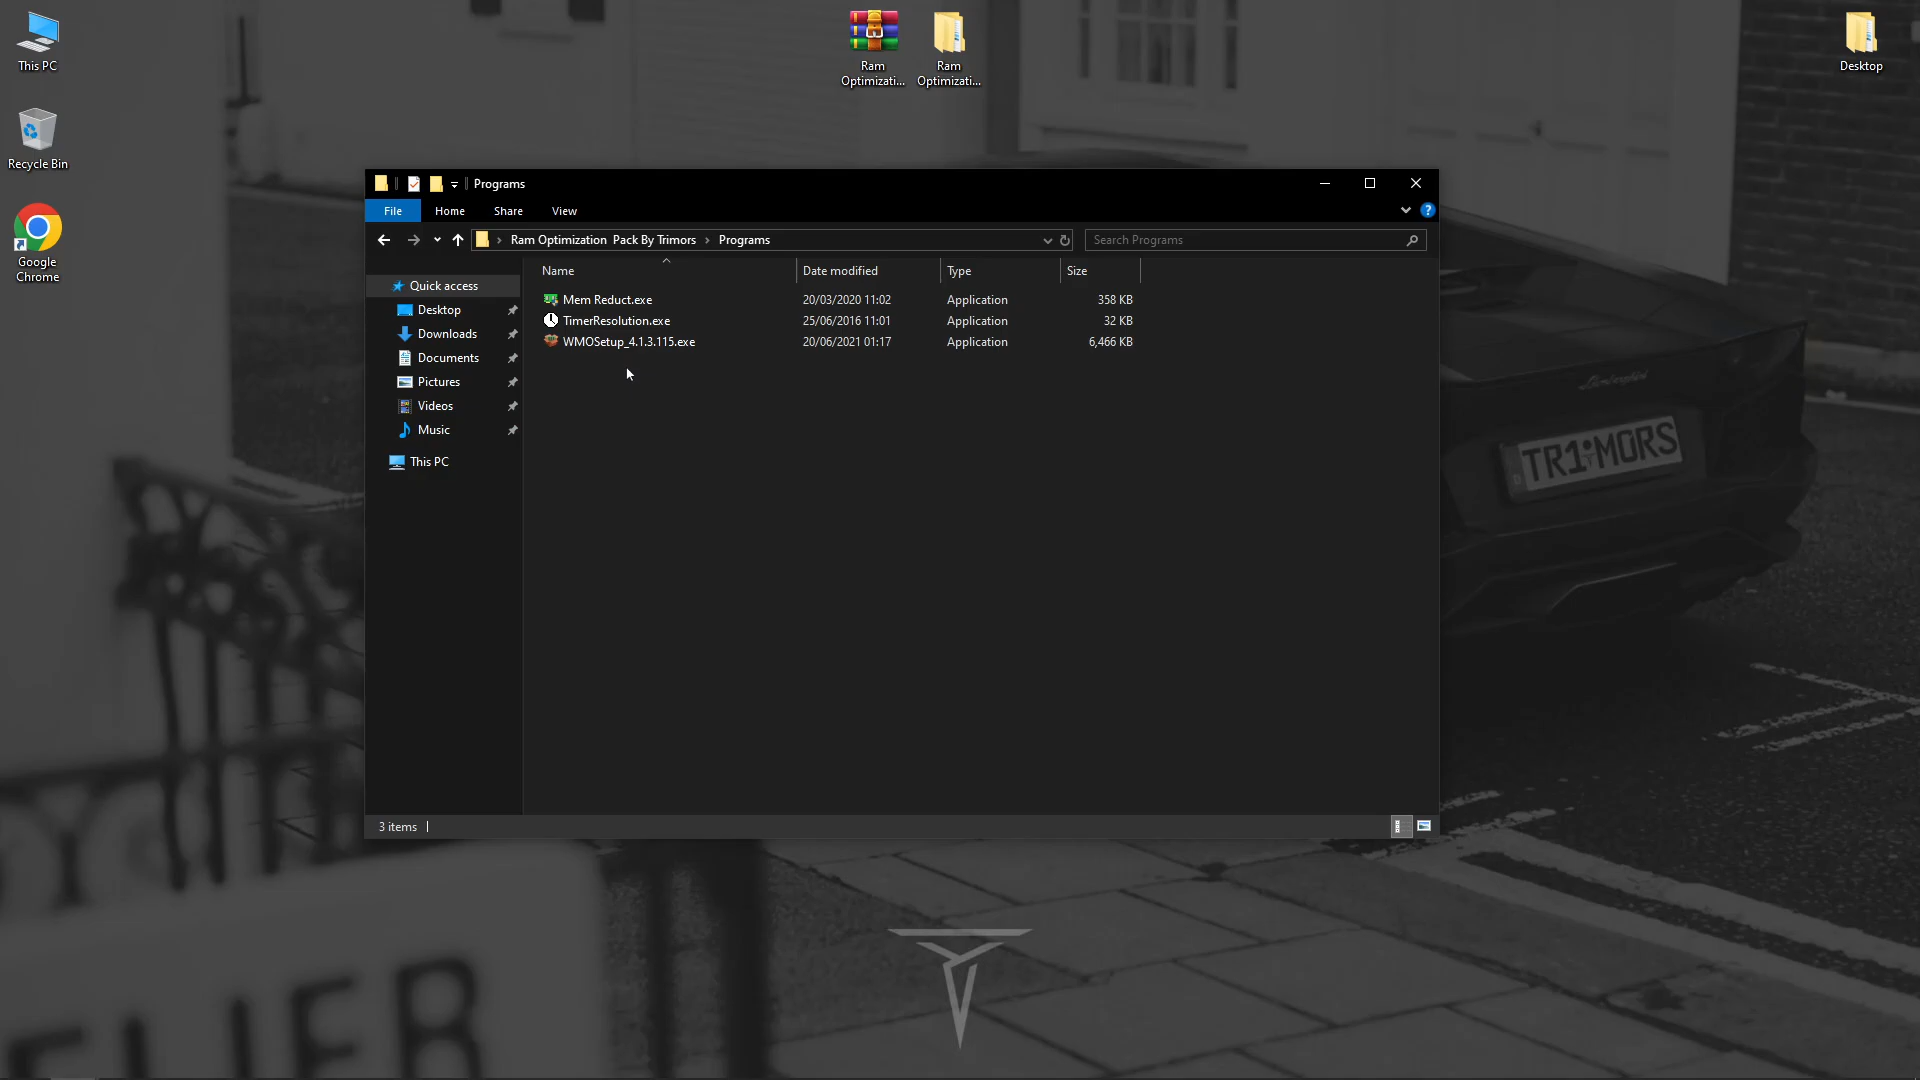 This PC
Recycle Bin
Google
Chrome
Ram
Optimizati...
Ram
Optimizati...
Desktop
Programs
File Home Share View
Ram Optimization Pack By Trimors › Programs
Search Programs
Name Date modified Type Size
Quick access
Desktop
Downloads
Documents
Pictures
Videos
Music
This PC
Mem Reduct.exe 20/03/2020 11:02 Application 358 KB
TimerResolution.exe 25/06/2016 11:01 Application 32 KB
WMOSetup_4.1.3.115.exe 20/06/2021 01:17 Application 6,466 KB
3 items
Lamborghini
TR1MORS